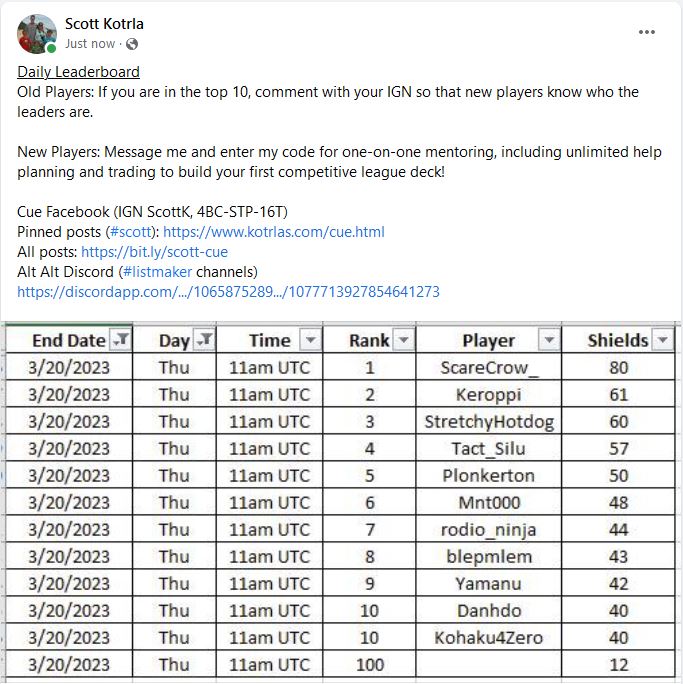 Scott Kotrla
Just now ·
Daily Leaderboard
Old Players: If you are in the top 10, comment with your IGN so that new players know who the
leaders are.
New Players: Message me and enter my code for one-on-one mentoring, including unlimited help
planning and trading to build your first competitive league deck!
Cue Facebook (IGN ScottK, 4BC-STP-16T)
Pinned posts (#scott): https://www.kotrlas.com/cue.html
All posts: https://bit.ly/scott-cue
Alt Alt Discord (#listmaker channels)
https://discordapp.com/.../1065875289.../1077713927854641273
End Date Day Time Rank Player Shields
3/20/2023 Thu 11am UTC 1 ScareCrow_ 80
3/20/2023 Thu 11am UTC 2 Keroppi 61
3/20/2023 Thu 11am UTC 3 StretchyHotdog 60
3/20/2023 Thu 11am UTC 4 Tact_Silu 57
3/20/2023 Thu 11am UTC 5 Plonkerton 50
3/20/2023 Thu 11am UTC 6 Mnt000 48
3/20/2023 Thu 11am UTC 7 rodio_ninja 44
3/20/2023 Thu 11am UTC 8 blepmlem 43
3/20/2023 Thu 11am UTC 9 Yamanu 42
3/20/2023 Thu 11am UTC 10 Danhdo 40
3/20/2023 Thu 11am UTC 10 Kohaku4Zero 40
3/20/2023 Thu 11am UTC 100 12